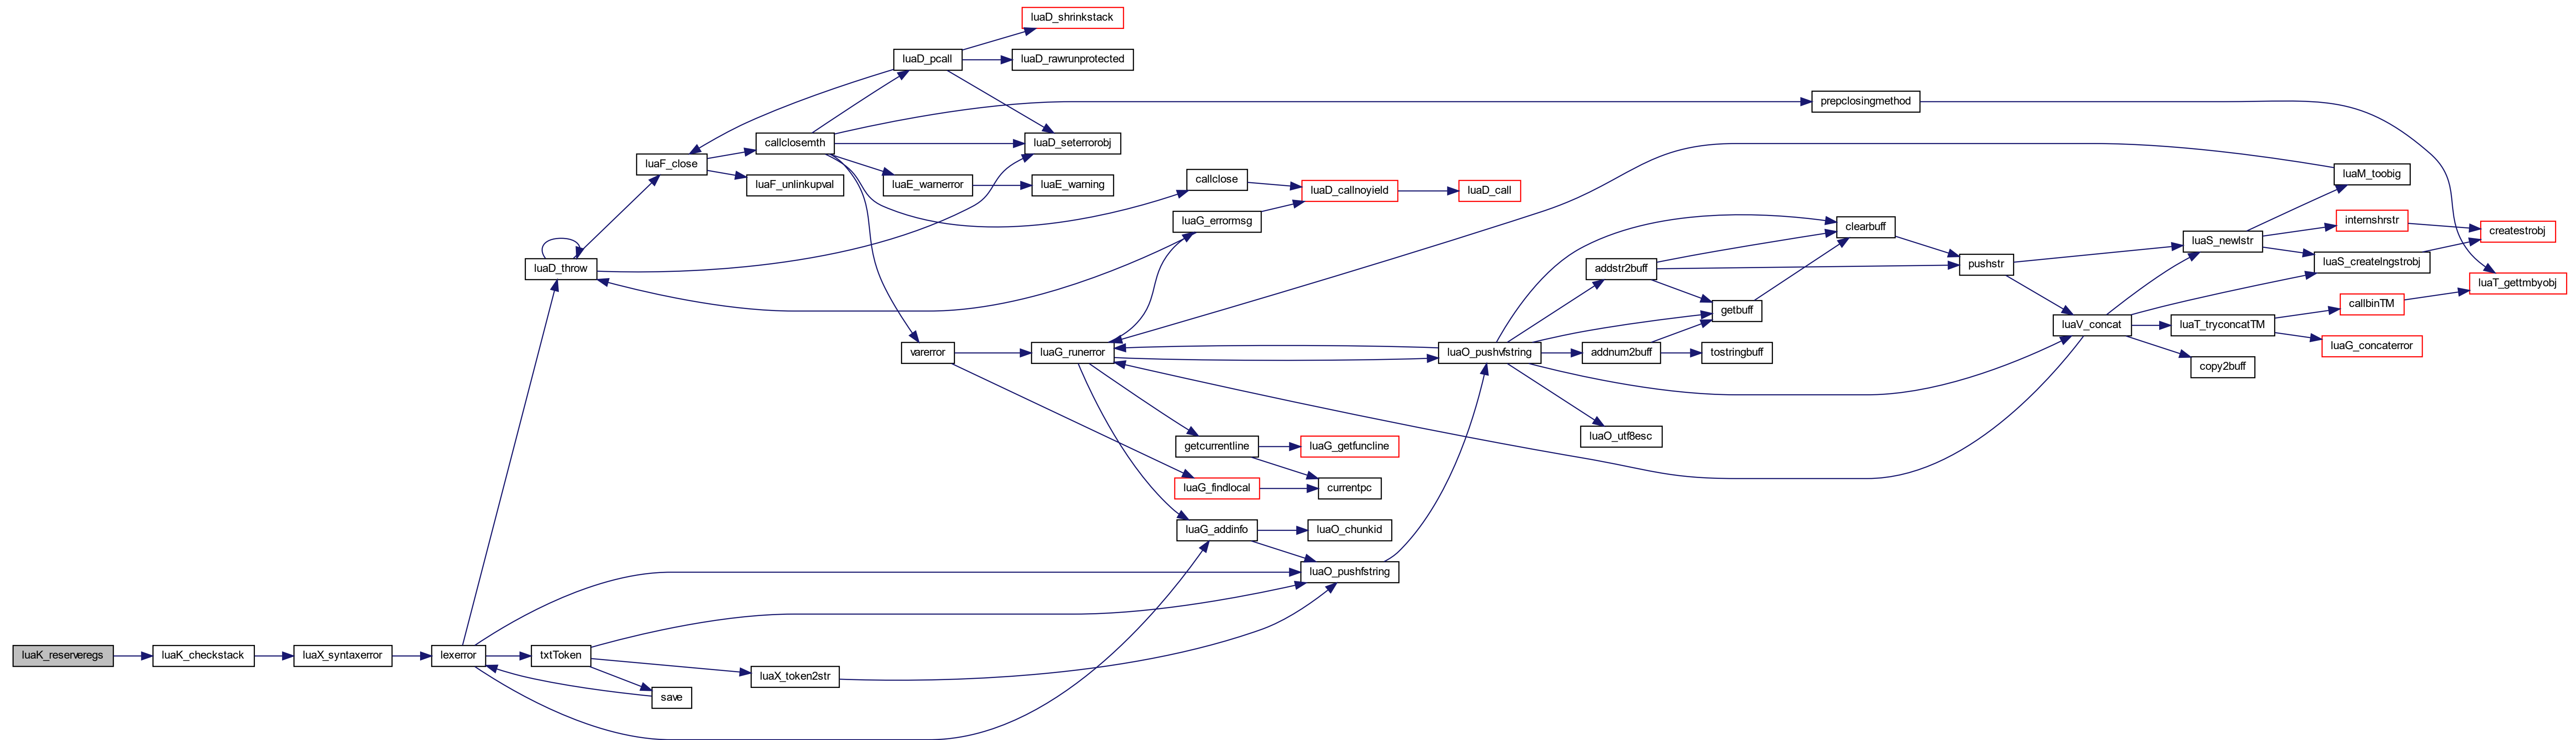 luaD_shrinkstack
luaD_pcall
luaD_rawrunprotected
prepclosingmethod
callclosemth
luaD_seterrorobj
luaF_close
luaM_toobig
luaF_unlinkupval
luaE_warnerror
luaE_warning
callclose
luaD_callnoyield
luaD_call
luaG_errormsg
internshrstr
clearbuff
createstrobj
luaS_newlstr
luaD_throw
addstr2buff
pushstr
luaS_createlngstrobj
luaT_gettmbyobj
getbuff
callbinTM
luaV_concat
luaT_tryconcatTM
luaG_concaterror
varerror
luaG_runerror
luaO_pushvfstring
addnum2buff
tostringbuff
copy2buff
luaO_utf8esc
getcurrentline
luaG_getfuncline
luaG_findlocal
currentpc
luaG_addinfo
luaO_chunkid
luaO_pushfstring
luaK_reserveregs
luaK_checkstack
luaX_syntaxerror
lexerror
txtToken
luaX_token2str
save